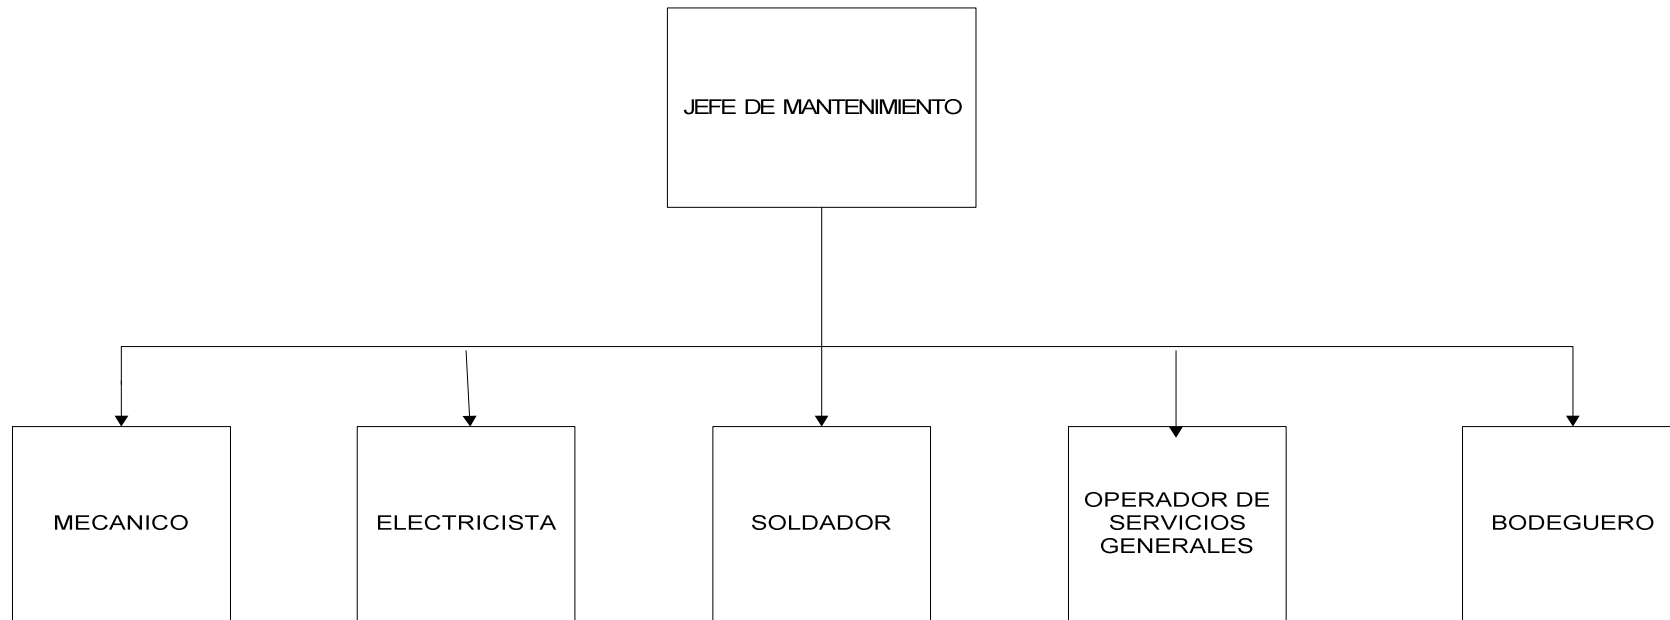 JEFE DE MANTENIMIENTO
MECANICO
ELECTRICISTA
SOLDADOR
OPERADOR DE
SERVICIOS
GENERALES
BODEGUERO